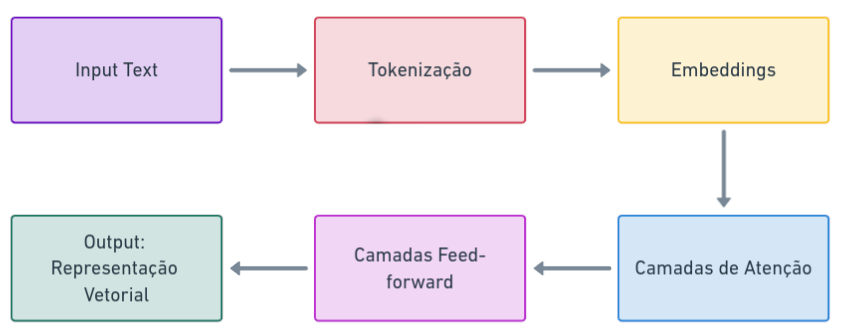 Input Text
Tokenização
Embeddings
Output:
Representação
Vetorial
Camadas Feed-
forward
Camadas de Atenção